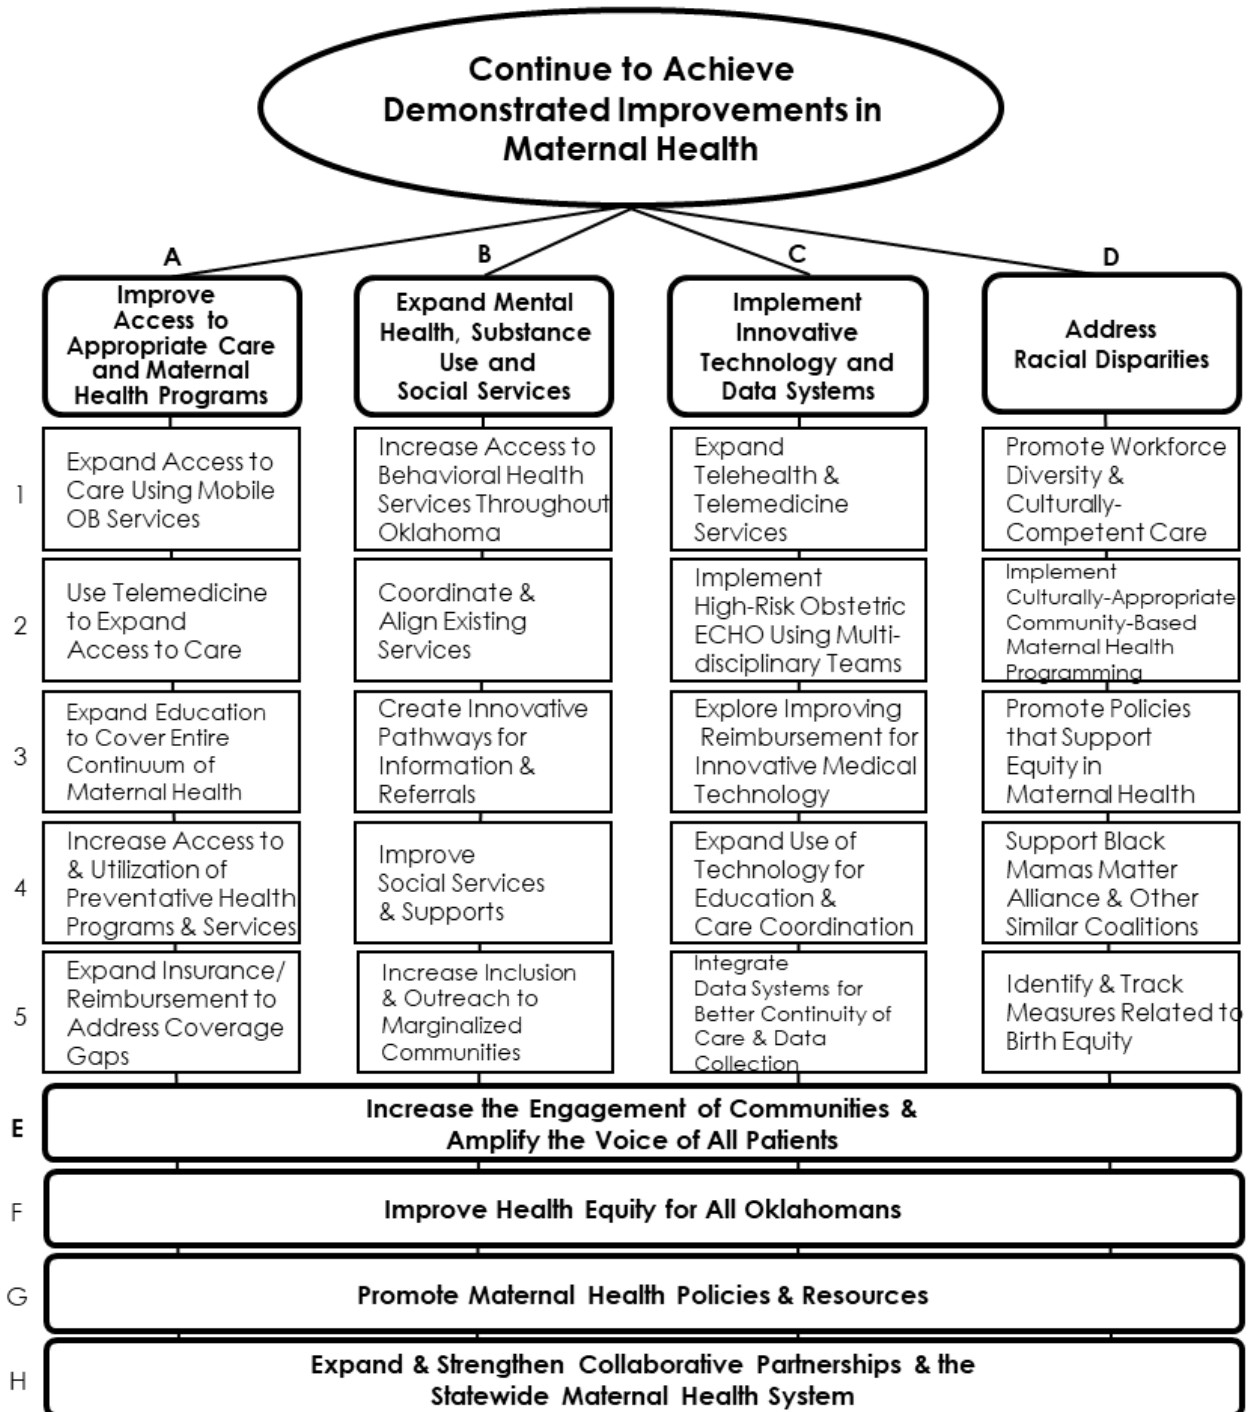 Continue to Achieve
Demonstrated Improvements in
Maternal Health
A
B
C
D
Improve
Access to
Appropriate Care
and Maternal
Health Programs
Expand Mental
Health, Substance
Use and
Social Services
Implement
Innovative
Technology and
Data Systems
Address
Racial Disparities
1
Expand Access to
Care Using Mobile
OB Services
Increase Access to
Behavioral Health
Services Throughout
Oklahoma
Expand
Telehealth &
Telemedicine
Services
Promote Workforce
Diversity &
Culturally-
Competent Care
2
Use Telemedicine
to Expand
Access to Care
Coordinate &
Align Existing
Services
Implement
High-Risk Obstetric
ECHO Using Multi-
disciplinary Teams
Implement
Culturally-Appropriate
Community-Based
Maternal Health
Programming
3
Expand Education
to Cover Entire
Continuum of
Maternal Health
Create Innovative
Pathways for
Information &
Referrals
Explore Improving
Reimbursement for
Innovative Medical
Technology
Promote Policies
that Support
Equity in
Maternal Health
4
Increase Access to
& Utilization of
Preventative Health
Programs & Services
Improve
Social Services
& Supports
Expand Use of
Technology for
Education &
Care Coordination
Support Black
Mamas Matter
Alliance & Other
Similar Coalitions
5
Expand Insurance/
Reimbursement to
Address Coverage
Gaps
Increase Inclusion
& Outreach to
Marginalized
Communities
Integrate
Data Systems for
Better Continuity of
Care & Data
Collection
Identify & Track
Measures Related to
Birth Equity
E
Increase the Engagement of Communities &
Amplify the Voice of All Patients
F
Improve Health Equity for All Oklahomans
G
Promote Maternal Health Policies & Resources
H
Expand & Strengthen Collaborative Partnerships & the
Statewide Maternal Health System